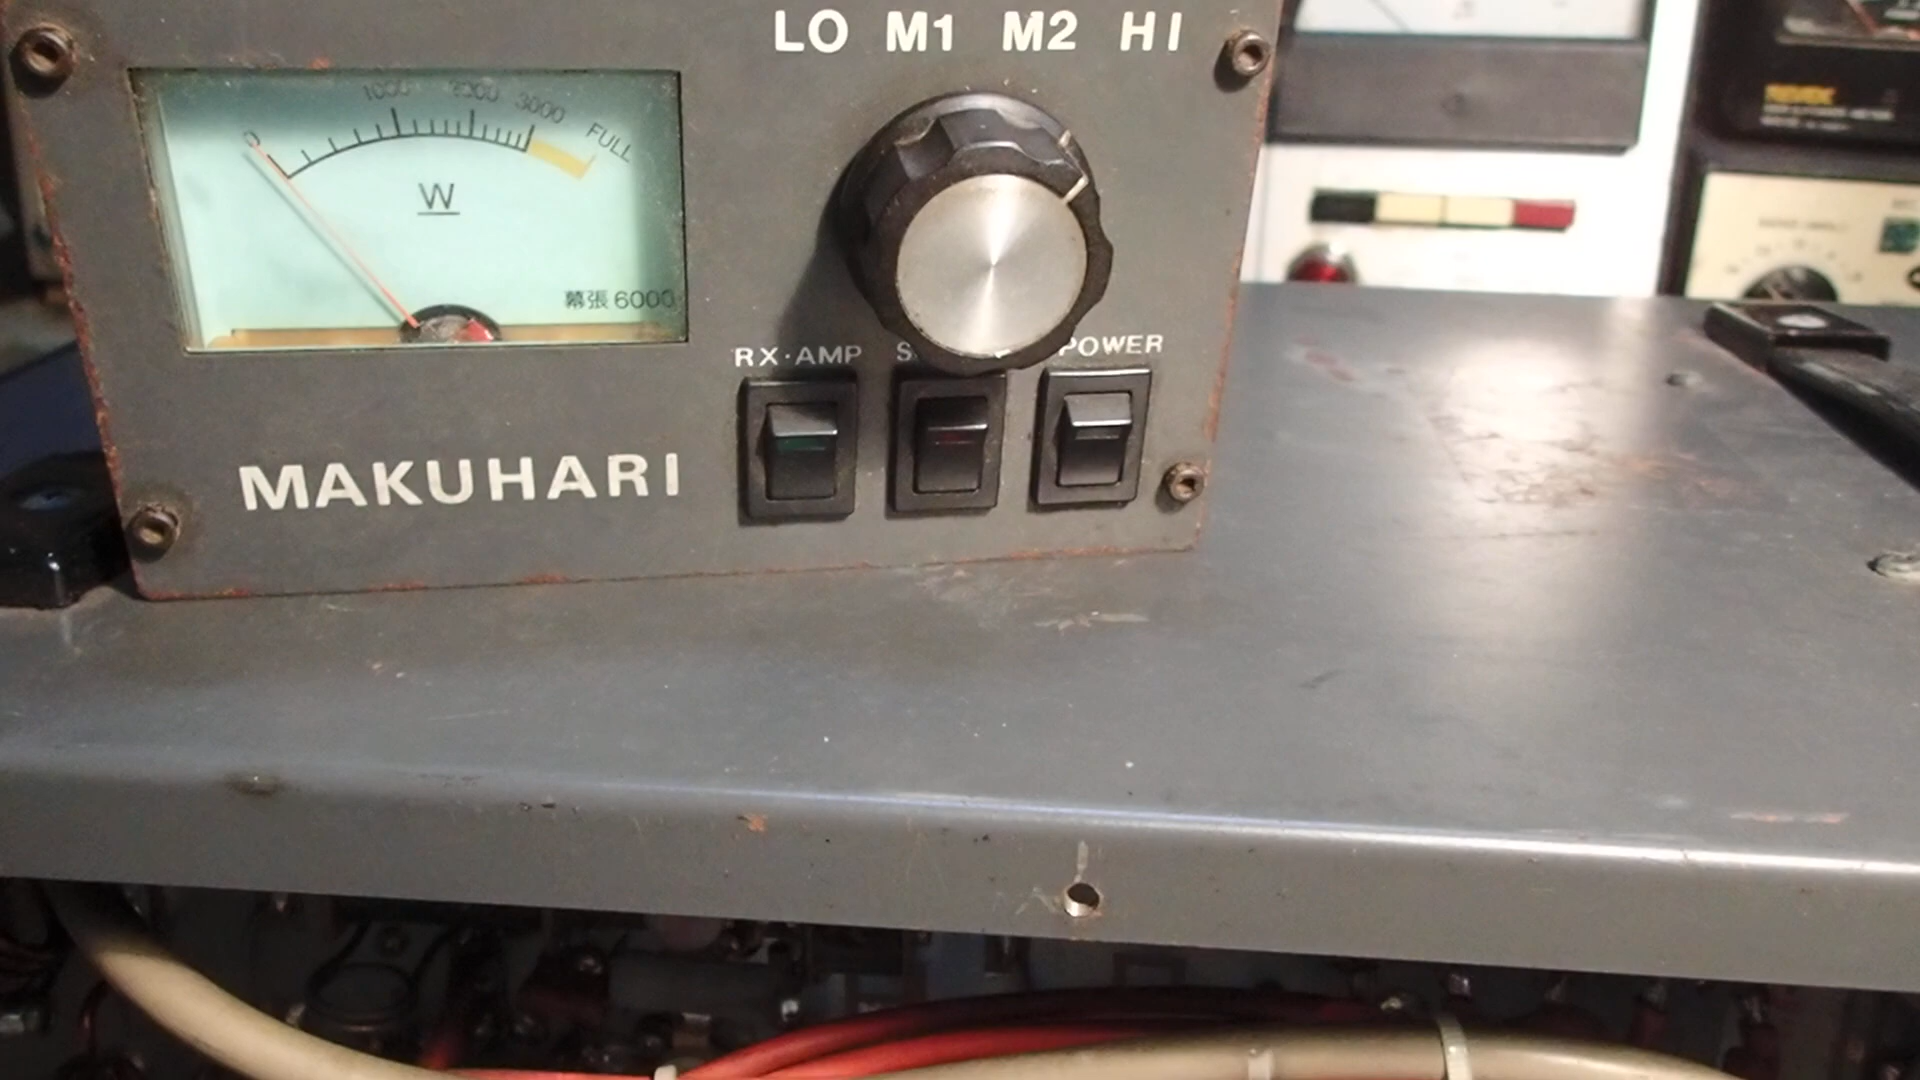 LO M1 M2 HI
0 1000 2000 3000 FULL
W
幕張 6000
RX·AMP POWER
MAKUHARI